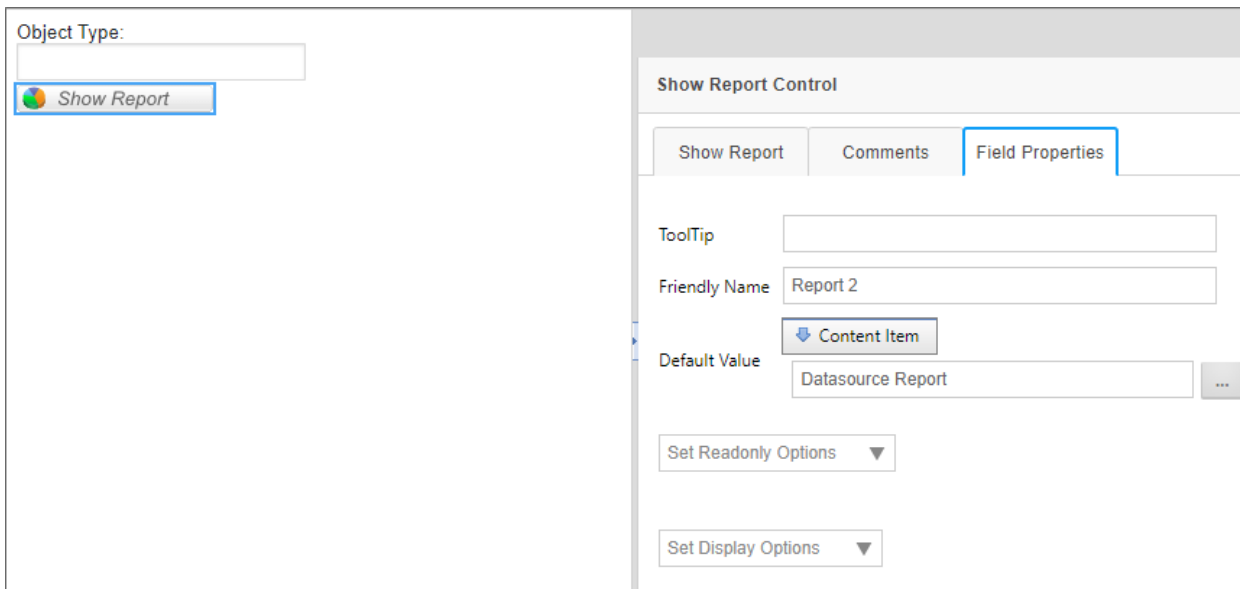 Object Type:
Show Report
Show Report Control
Show Report
Comments
Field Properties
ToolTip
Friendly Name
Report 2
Content Item
Default Value
Datasource Report
...
Set Readonly Options
Set Display Options